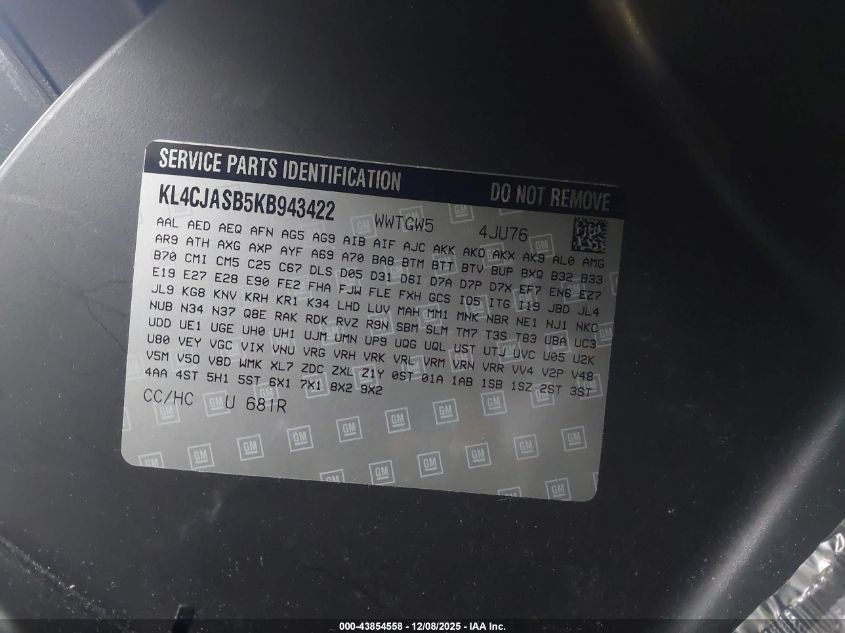 SERVICE PARTS IDENTIFICATION DO NOT REMOVE
KL4CJASB5KB943422 WWTGW5 4JU76
AAL AED AEQ AFN AG5 AG9 AIB AIF AJC AKK AKO AKX AK9 AL0 AMG
AR9 ATH AXG AXP AYF A69 A70 BA8 BTM BTT BTV BUP BXQ B32 B33
B70 CMI CM5 C25 C67 DLS D05 D31 D6I D7A D7P D7X EF7 EN6 EZ7
E19 E27 E28 E90 FE2 FHA FJW FLE FXH GCS IOS ITG I19 JBD JL4
JL9 KG8 KNV KRH KR1 K34 LHD LUV MAH MM1 MNK NBR NE1 NJ1 NKC
NUB N34 N37 Q8E RAK RDK RVZ R9N SBM SLM TM7 T3S T83 UBA UC3
UDD UE1 UGE UH0 UH1 UJM UMN UP9 UQG UQL UST UTJ UVC U05 U2K
U80 VEY VGC VIX VNU VRG VRH VRK VRL VRM VRN VRR VV4 V2P V48
V5M V50 V8D WMK XL7 ZDC ZXL Z1Y 0ST 01A 1AB 1SB 1SZ 2ST 3ST
4AA 4ST 5H1 5ST 6X1 7X1 8X2 9X2
CC/HC U 681R
GM
000-43854558 - 12/08/2025 - IAA Inc.